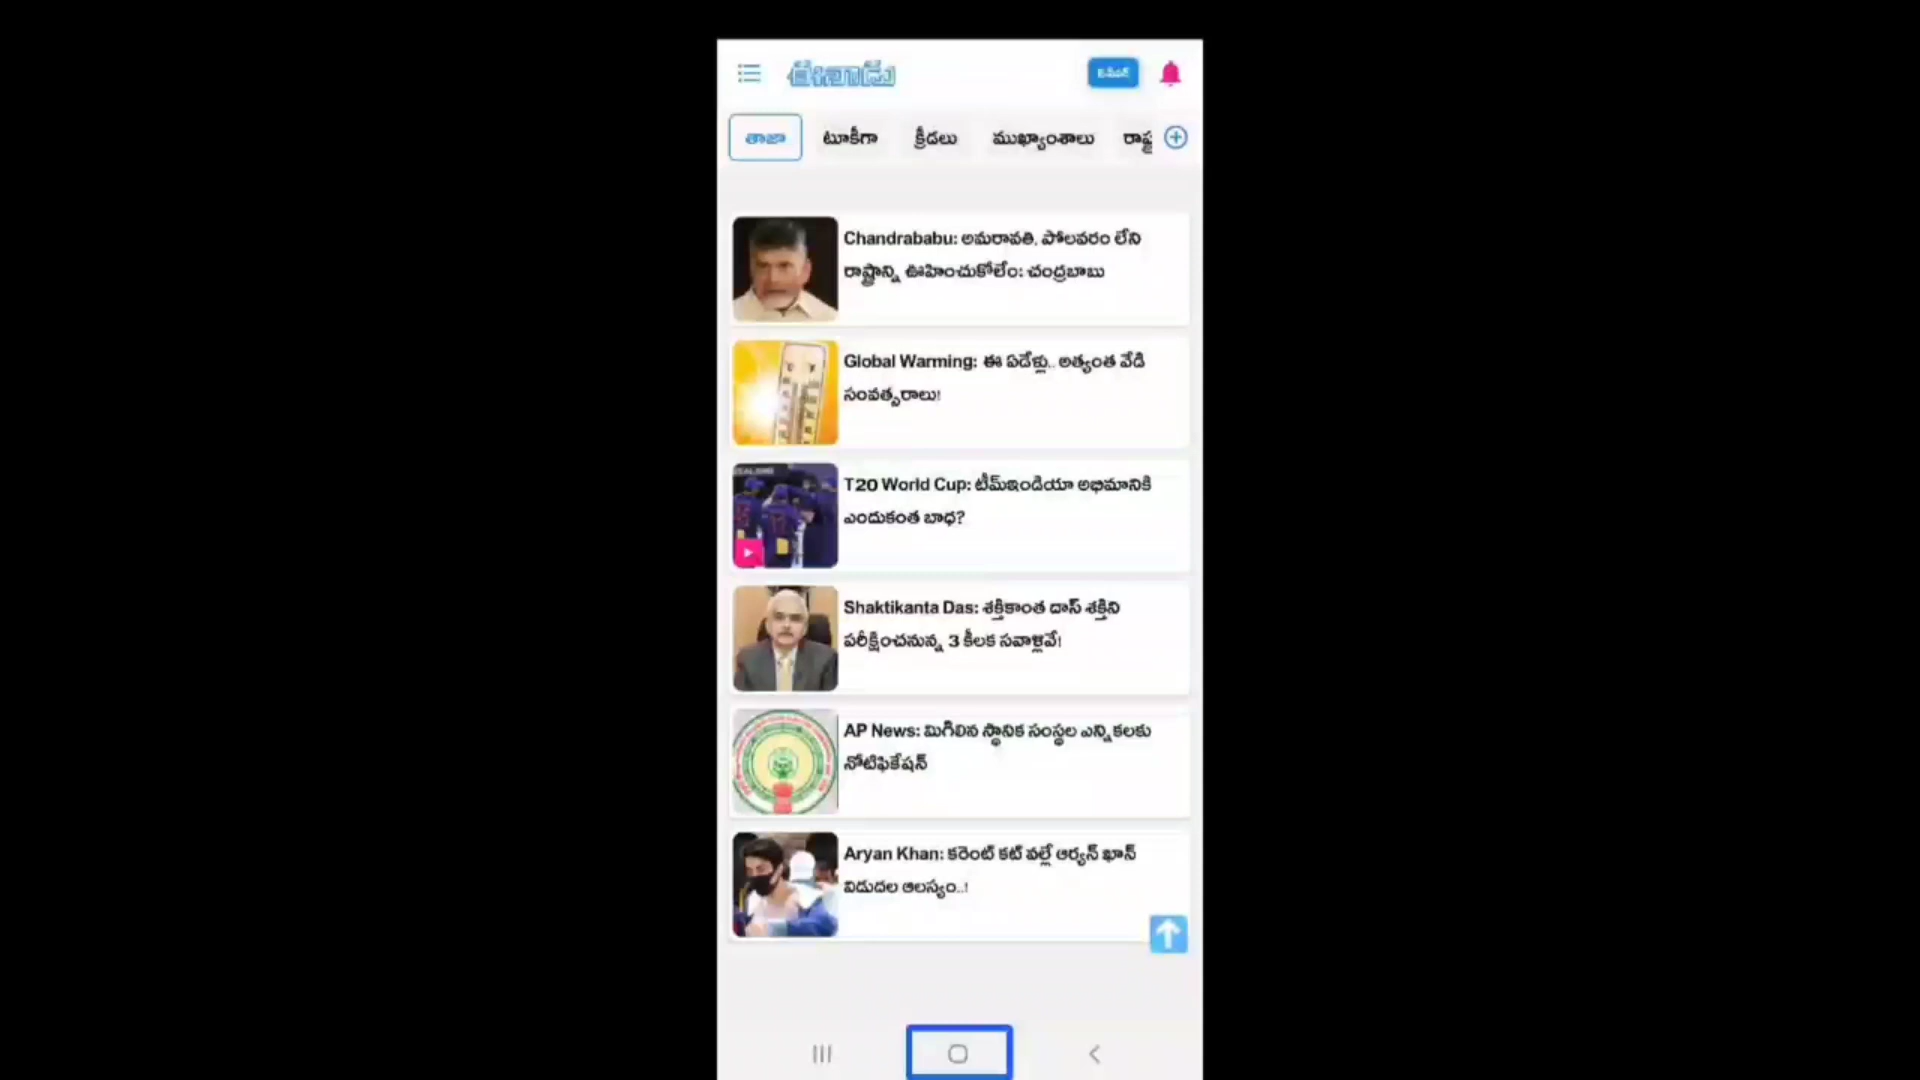 ఈనాడు
తాజా టూకీగా క్రీడలు ముఖ్యాంశాలు రాష్ట్ర
Chandrababu: అమరావతి, పోలవరం లేని
రాష్ట్రాన్ని ఊహించుకోలేం: చంద్రబాబు
Global Warming: ఈ ఏడేళ్లు.. అత్యంత వేడి
సంవత్సరాలు!
T20 World Cup: టీమ్ఇండియా అభిమానికి
ఎందుకంత బాధ?
Shaktikanta Das: శక్తికాంత దాస్ శక్తిని
పరీక్షించనున్న 3 కీలక సవాళ్లివే!
AP News: మిగిలిన స్థానిక సంస్థల ఎన్నికలకు
నోటిఫికేషన్
Aryan Khan: కరెంట్ కట్ వల్లే ఆర్యన్ ఖాన్
విడుదల ఆలస్యం..!